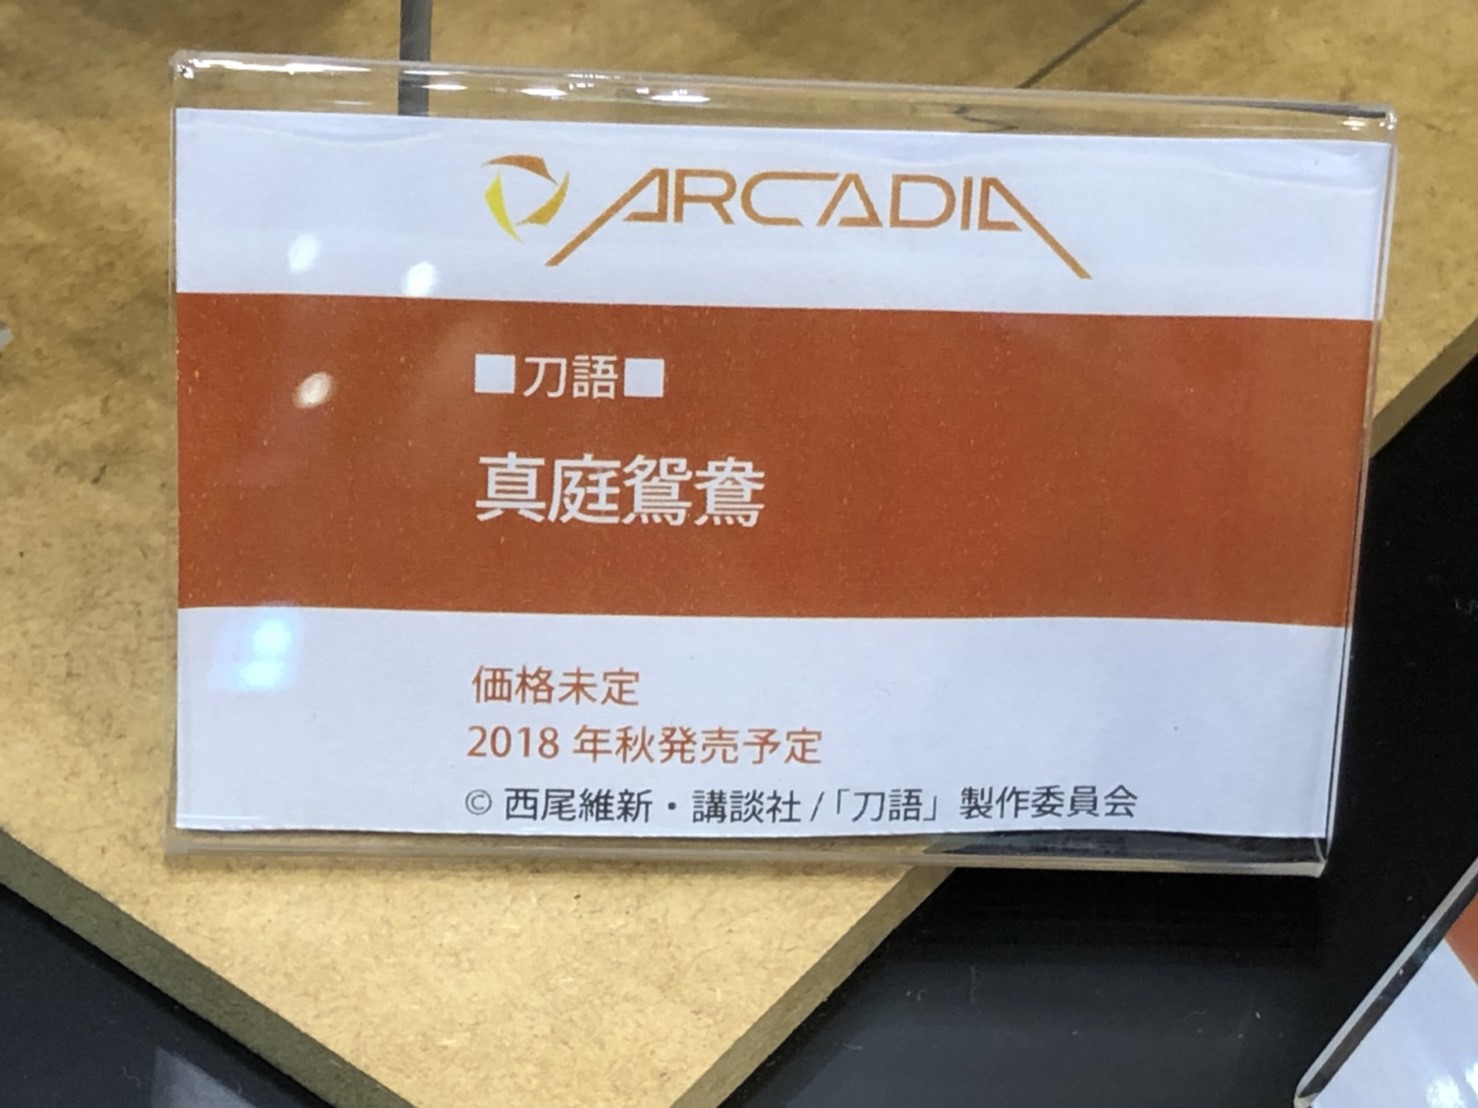 ARCADIA
■刀語■
真庭鴛鴦
価格未定
2018 年秋発売予定
© 西尾維新・講談社/「刀語」製作委員会